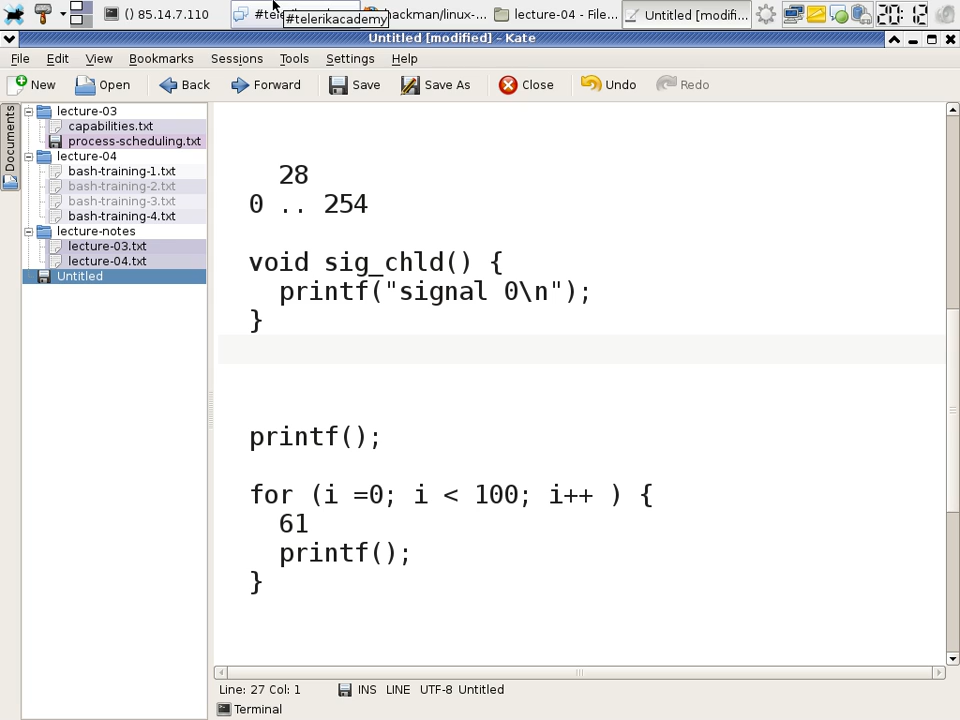 () 85.14.7.110
#telerikacademy
hackman/linux-...
lecture-04 - File...
Untitled [modifi...
20:12
Untitled [modified] - Kate
File Edit View Bookmarks Sessions Tools Settings Help
New Open Back Forward Save Save As Close Undo Redo
Documents
lecture-03
capabilities.txt
process-scheduling.txt
lecture-04
bash-training-1.txt
bash-training-2.txt
bash-training-3.txt
bash-training-4.txt
lecture-notes
lecture-03.txt
lecture-04.txt
Untitled
28
0 .. 254
void sig_chld() {
printf("signal 0\n");
}
printf();
for (i =0; i < 100; i++ ) {
61
printf();
}
Line: 27 Col: 1 INS LINE UTF-8 Untitled
Terminal